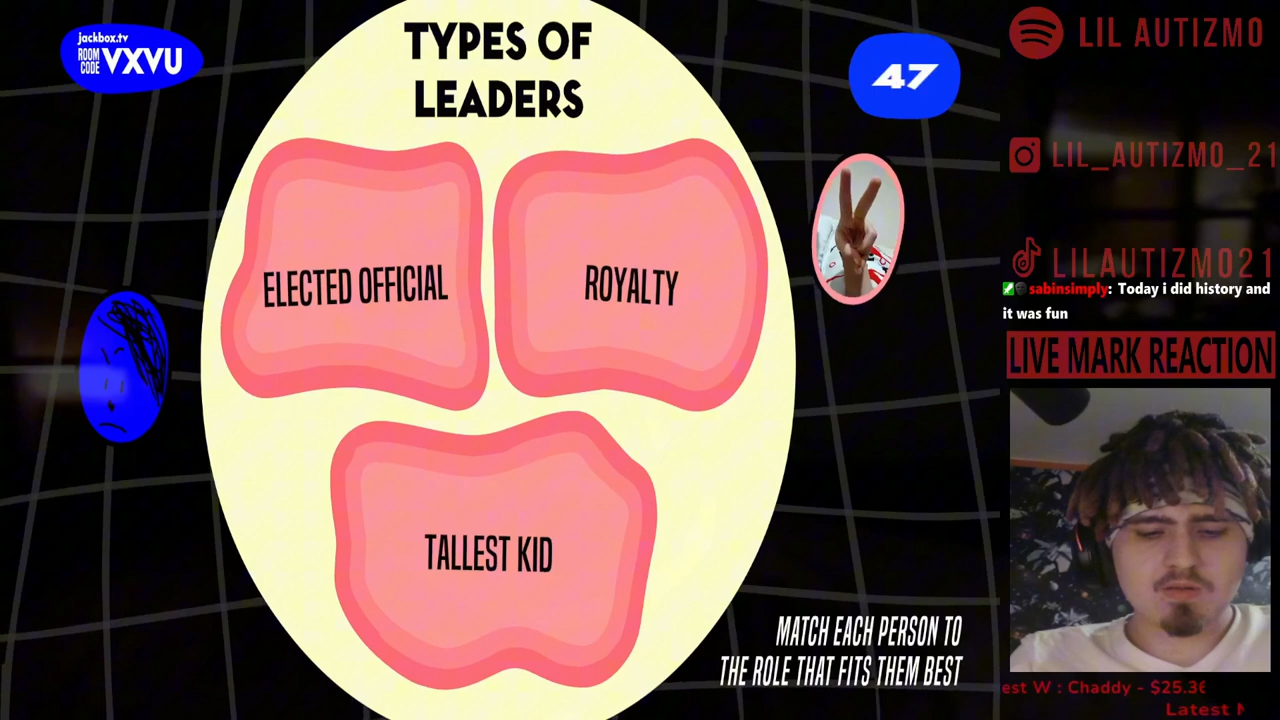 jackbox.tv
ROOM CODE VXVU
TYPES OF
LEADERS
47
ELECTED OFFICIAL
ROYALTY
TALLEST KID
MATCH EACH PERSON TO
THE ROLE THAT FITS THEM BEST
LIL AUTIZMO
LIL_AUTIZMO_21
LILAUTIZMO21
sabinsimply: Today i did history and
it was fun
LIVE MARK REACTION
est W : Chaddy - $25.36
Latest